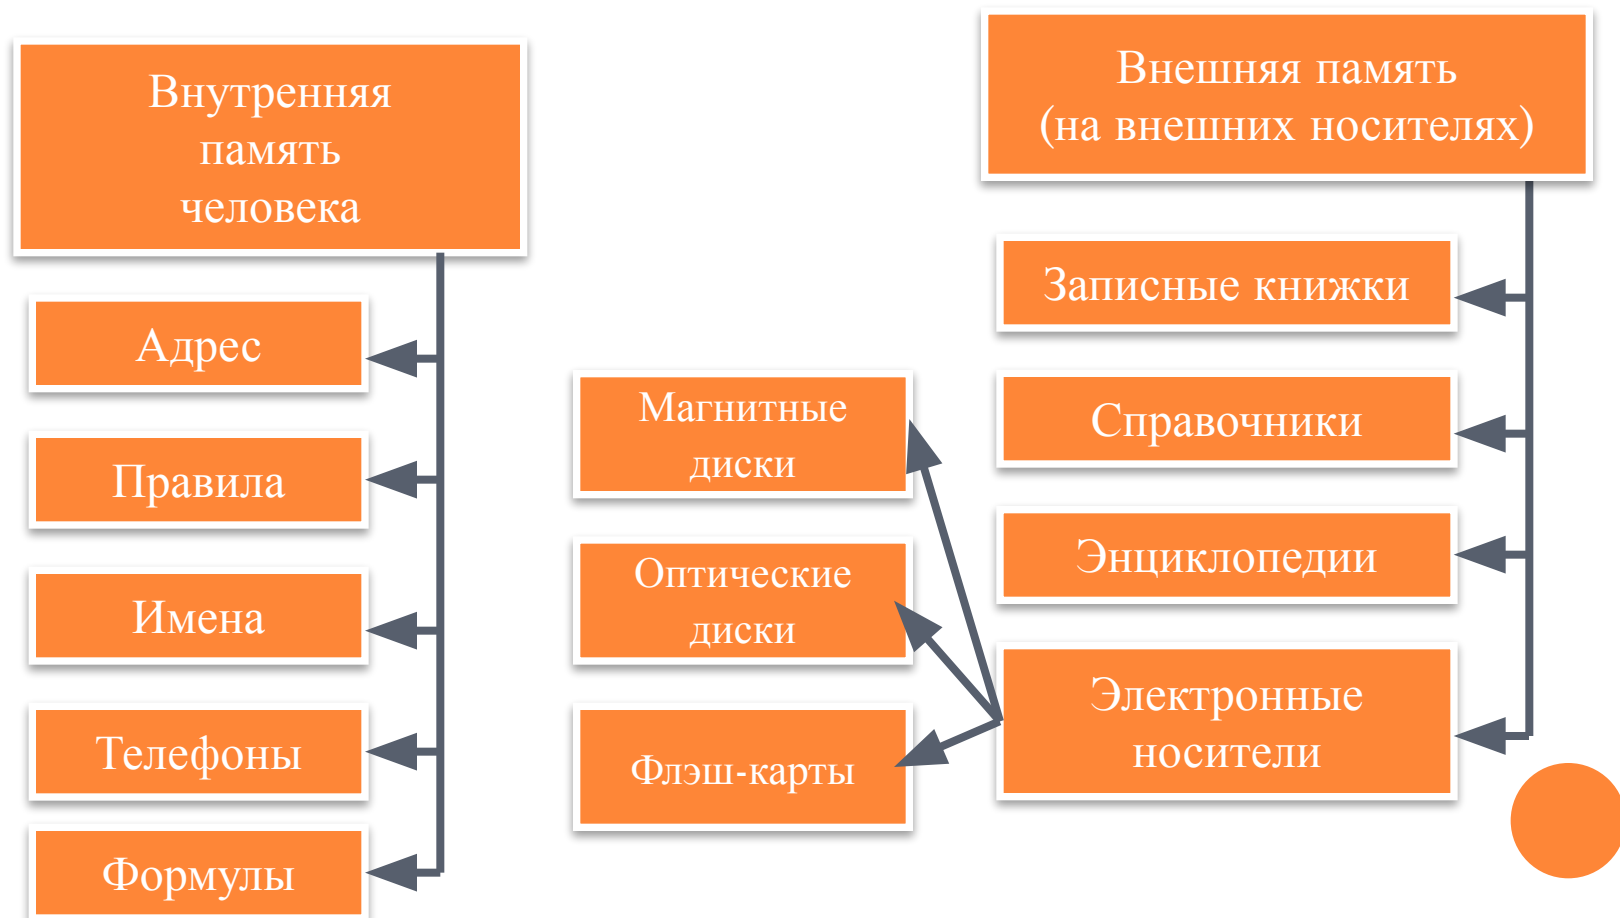 Внутренняя
память
человека
Адрес
Правила
Имена
Телефоны
Формулы
Внешняя память
(на внешних носителях)
Записные книжки
Справочники
Энциклопедии
Электронные
носители
Магнитные
диски
Оптические
диски
Флэш-карты